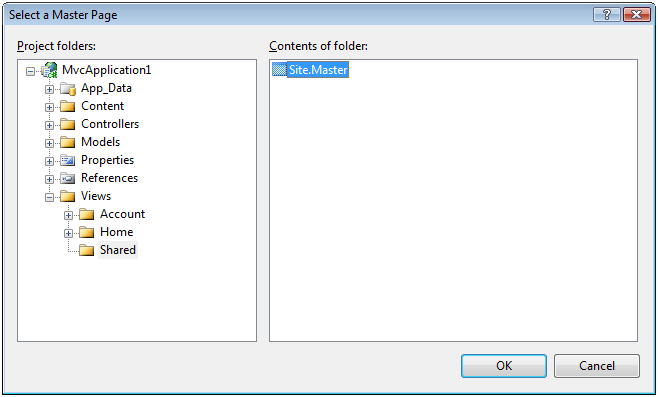 Select a Master Page
Project folders:
Contents of folder:
MvcApplication1
App_Data
Content
Controllers
Models
Properties
References
Views
Account
Home
Shared
Site.Master
OK
Cancel